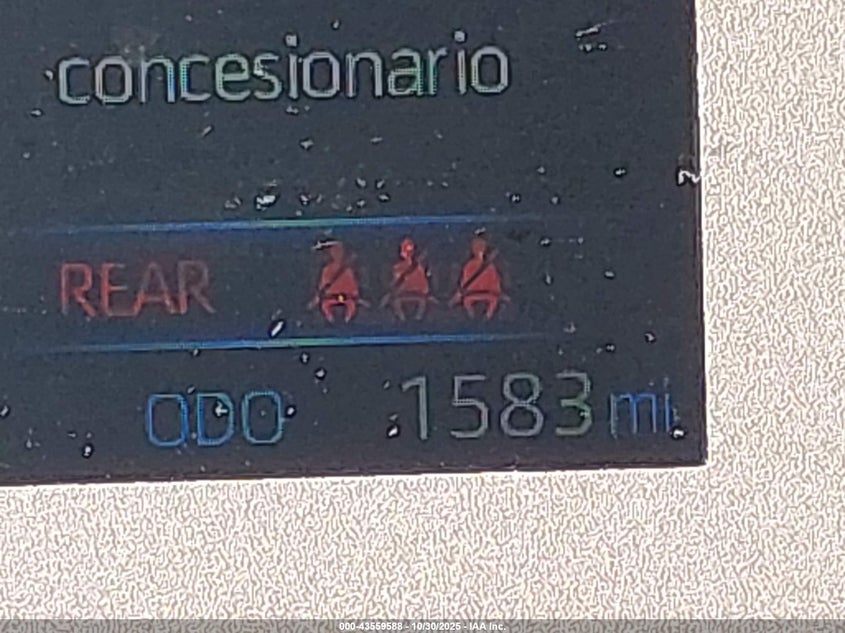 concesionario
REAR
ODO 1583 mi
000-43559588 - 10/30/2025 - IAA Inc.